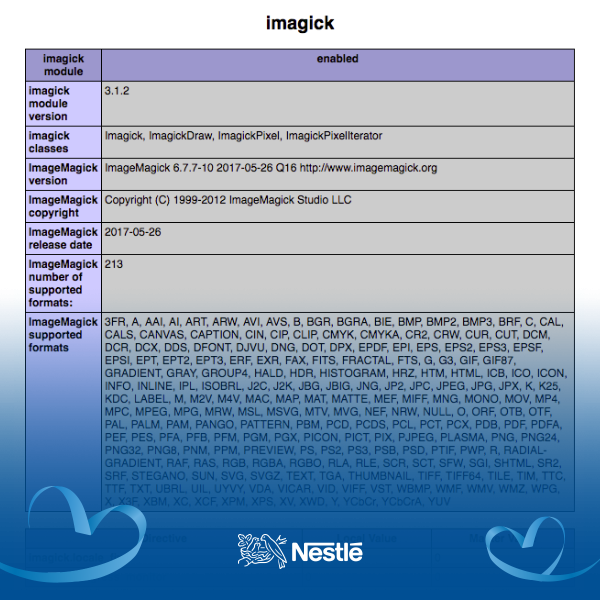 imagick
imagick
module
enabled
imagick
module
version
3.1.2
imagick
classes
Imagick, ImagickDraw, ImagickPixel, ImagickPixelIterator
ImageMagick
version
ImageMagick 6.7.7-10 2017-05-26 Q16 http://www.imagemagick.org
ImageMagick
copyright
Copyright (C) 1999-2012 ImageMagick Studio LLC
ImageMagick
release date
2017-05-26
ImageMagick
number of
supported
formats:
213
ImageMagick
supported
formats
3FR, A, AAI, AI, ART, ARW, AVI, AVS, B, BGR, BGRA, BIE, BMP, BMP2, BMP3, BRF, C, CAL,
CALS, CANVAS, CAPTION, CIN, CIP, CLIP, CMYK, CMYKA, CR2, CRW, CUR, CUT, DCM,
DCR, DCX, DDS, DFONT, DJVU, DNG, DOT, DPX, EPDF, EPI, EPS, EPS2, EPS3, EPSF,
EPSI, EPT, EPT2, EPT3, ERF, EXR, FAX, FITS, FRACTAL, FTS, G, G3, GIF, GIF87,
GRADIENT, GRAY, GROUP4, HALD, HDR, HISTOGRAM, HRZ, HTM, HTML, ICB, ICO, ICON,
INFO, INLINE, IPL, ISOBRL, J2C, J2K, JBG, JBIG, JNG, JP2, JPC, JPEG, JPG, JPX, K, K25,
KDC, LABEL, M, M2V, M4V, MAC, MAP, MAT, MATTE, MEF, MIFF, MNG, MONO, MOV, MP4,
MPC, MPEG, MPG, MRW, MSL, MSVG, MTV, MVG, NEF, NRW, NULL, O, ORF, OTB, OTF,
PAL, PALM, PAM, PANGO, PATTERN, PBM, PCD, PCDS, PCL, PCT, PCX, PDB, PDF, PDFA,
PEF, PES, PFA, PFB, PFM, PGM, PGX, PICON, PICT, PIX, PJPEG, PLASMA, PNG, PNG24,
PNG32, PNG8, PNM, PPM, PREVIEW, PS, PS2, PS3, PSB, PSD, PTIF, PWP, R, RADIAL-
GRADIENT, RAF, RAS, RGB, RGBA, RGBO, RLA, RLE, SCR, SCT, SFW, SGI, SHTML, SR2,
SRF, STEGANO, SUN, SVG, SVGZ, TEXT, TGA, THUMBNAIL, TIFF, TIFF64, TILE, TIM, TTC,
TTF, TXT, UBRL, UIL, UYVY, VDA, VICAR, VID, VIFF, VST, WBMP, WMF, WMV, WMZ, WPG,
X, X3F, XBM, XC, XCF, XPM, XPS, XV, XWD, Y, YCbCr, YCbCrA, YUV
Value
Nestlé